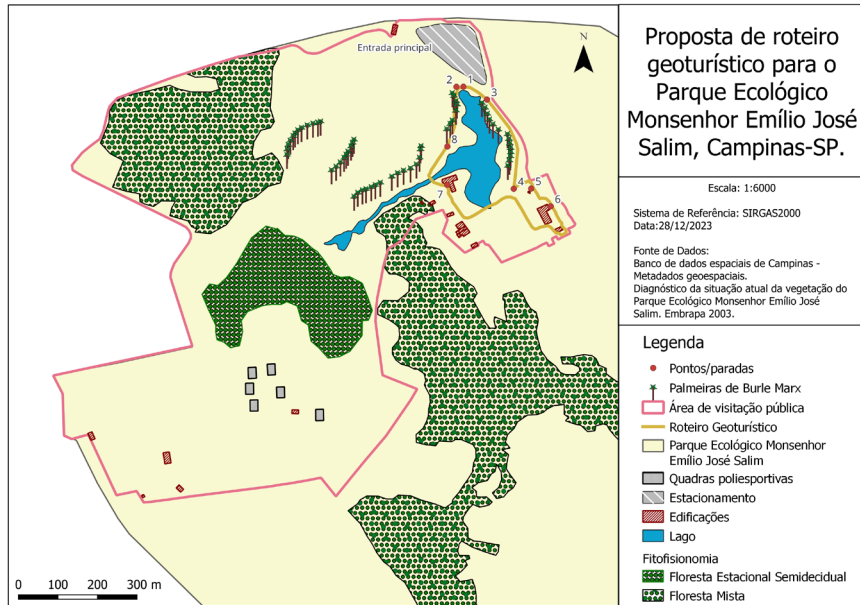 Entrada principal
N
2
1
3
8
7
4
5
6
0 100 200 300 m
Proposta de roteiro
geoturístico para o
Parque Ecológico
Monsenhor Emílio José
Salim, Campinas-SP.
Escala: 1:6000
Sistema de Referência: SIRGAS2000
Data:28/12/2023
Fonte de Dados:
Banco de dados espaciais de Campinas -
Metadados geoespaciais.
Diagnóstico da situação atual da vegetação do
Parque Ecológico Monsenhor Emílio José
Salim. Embrapa 2003.
Legenda
Pontos/paradas
Palmeiras de Burle Marx
Área de visitação pública
Roteiro Geoturístico
Parque Ecológico Monsenhor
Emílio José Salim
Quadras poliesportivas
Estacionamento
Edificações
Lago
Fitofisionomia
Floresta Estacional Semidecidual
Floresta Mista